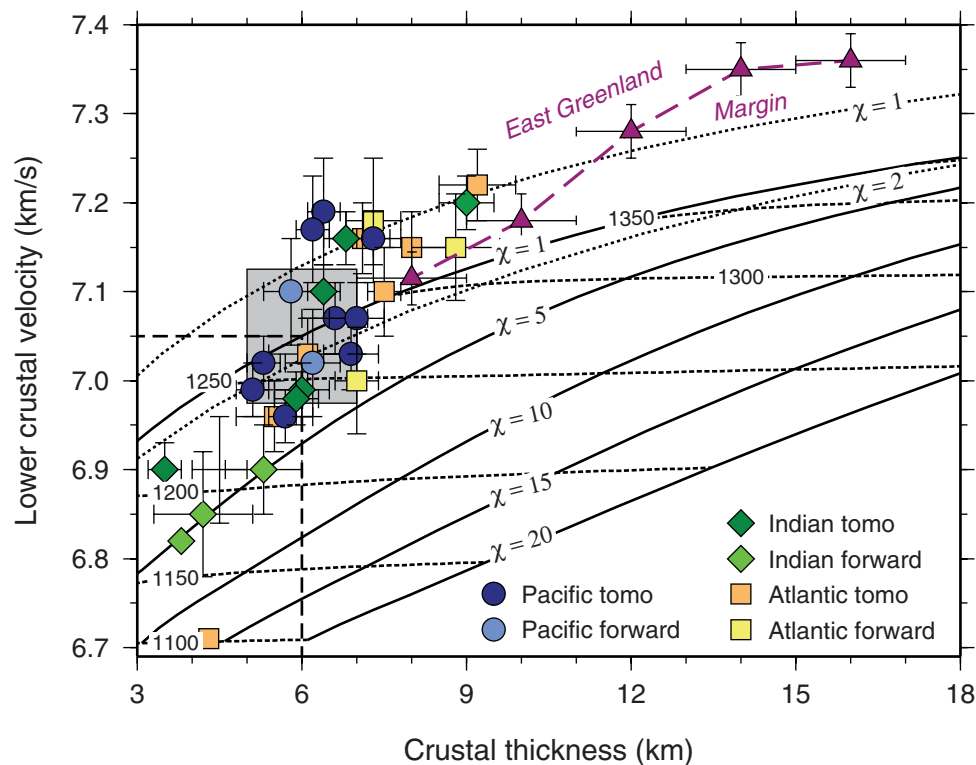 7.4
7.3
7.2
7.1
7.0
6.9
6.8
6.7
Lower crustal velocity (km/s)
East Greenland
Margin
χ = 1
χ = 2
1350
χ = 1
1300
χ = 5
1250
χ = 10
1200
χ = 15
χ = 20
1150
1100
Indian tomo
Indian forward
Pacific tomo
Atlantic tomo
Pacific forward
Atlantic forward
3
6
9
12
15
18
Crustal thickness (km)